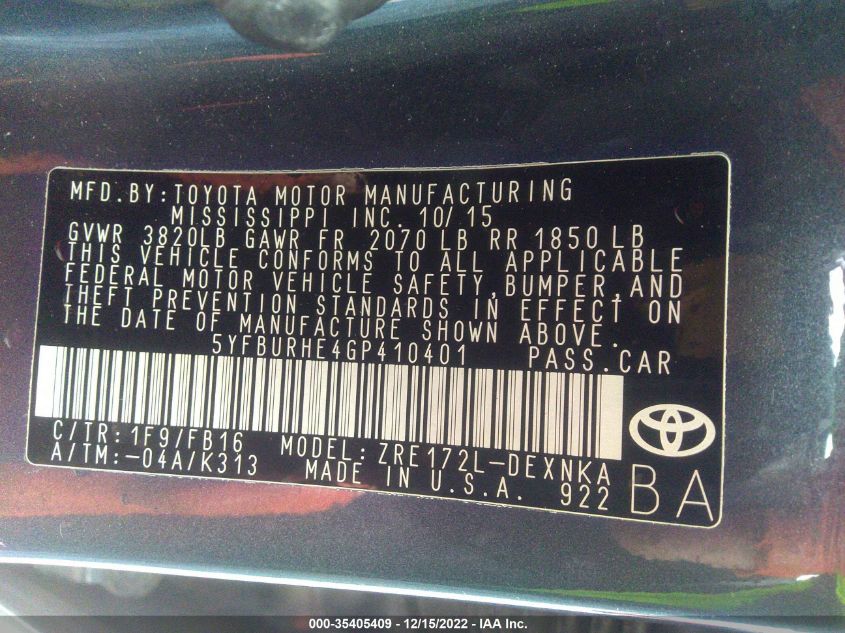 MFD.BY:TOYOTA MOTOR MANUFACTURING
MISSISSIPPI INC. 10/15
GVWR 3820LB GAWR FR 2070 LB RR 1850 LB
THIS VEHICLE CONFORMS TO ALL APPLICABLE
FEDERAL MOTOR VEHICLE SAFETY,BUMPER,AND
THEFT PREVENTION STANDARDS IN EFFECT ON
THE DATE OF MANUFACTURE SHOWN ABOVE.
5YFBURHE4GP410401 PASS.CAR
C/TR:1F9/FB16 MODEL:ZRE172L-DEXNKA
A/TM:-04A/K313 MADE IN U.S.A. 922
BA
000-35405409 - 12/15/2022 - IAA Inc.